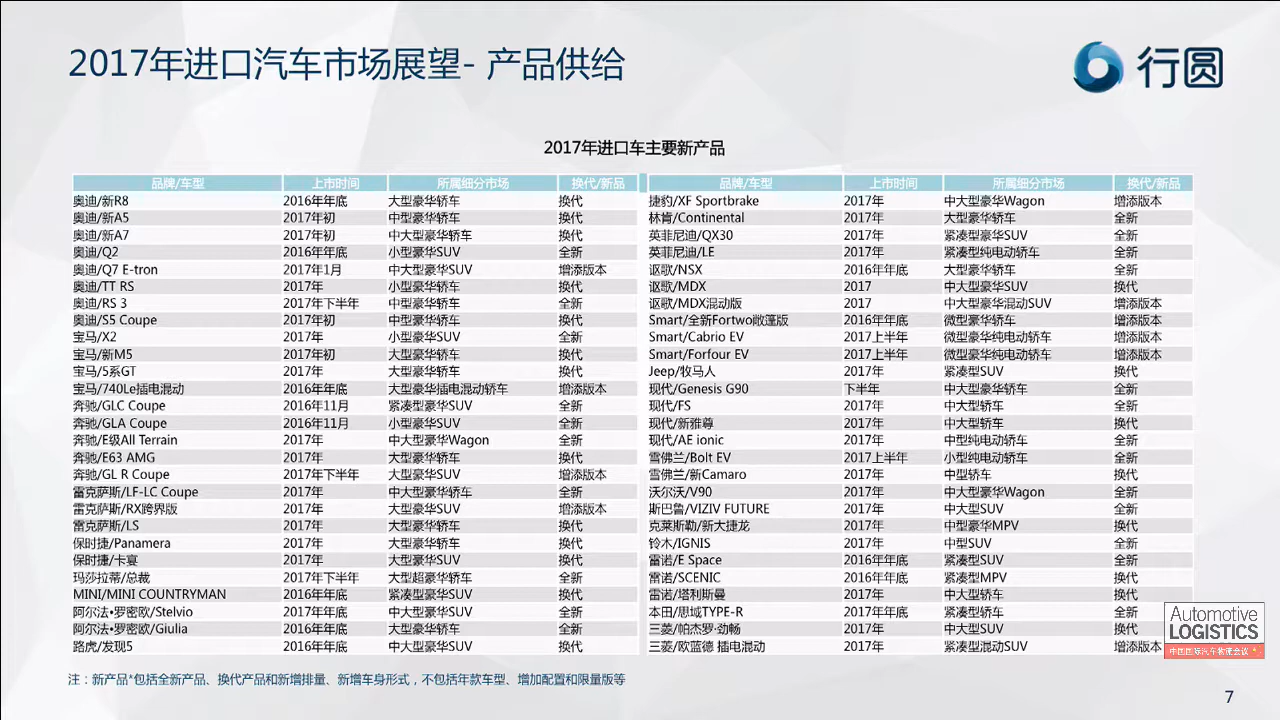 2017年进口汽车市场展望- 产品供给
行圆
2017年进口车主要新产品
品牌/车型 上市时间 所属细分市场 换代/新品 品牌/车型 上市时间 所属细分市场 换代/新品
奥迪/新R8 2016年年底 大型豪华轿车 换代 捷豹/XF Sportbrake 2017年 中大型豪华Wagon 增添版本
奥迪/新A5 2017年初 中型豪华轿车 换代 林肯/Continental 2017年 大型豪华轿车 全新
奥迪/新A7 2017年初 中大型豪华轿车 换代 英菲尼迪/QX30 2017年 紧凑型豪华SUV 全新
奥迪/Q2 2016年年底 小型豪华SUV 全新 英菲尼迪/LE 2017年 紧凑型纯电动轿车 全新
奥迪/Q7 E-tron 2017年1月 中大型豪华SUV 增添版本 讴歌/NSX 2016年年底 大型豪华轿车 全新
奥迪/TT RS 2017年 小型豪华轿车 换代 讴歌/MDX 2017 中大型豪华SUV 换代
奥迪/RS 3 2017年下半年 中型豪华轿车 全新 讴歌/MDX混动版 2017 中大型豪华混动SUV 增添版本
奥迪/S5 Coupe 2017年初 中型豪华轿车 换代 Smart/全新Fortwo敞篷版 2016年年底 微型豪华轿车 增添版本
宝马/X2 2017年 小型豪华SUV 全新 Smart/Cabrio EV 2017上半年 微型豪华纯电动轿车 增添版本
宝马/新M5 2017年初 大型豪华轿车 换代 Smart/Forfour EV 2017上半年 微型豪华纯电动轿车 增添版本
宝马/5系GT 2017年 大型豪华轿车 换代 Jeep/牧马人 2017年 紧凑型SUV 换代
宝马/740Le插电混动 2016年年底 大型豪华插电混动轿车 增添版本 现代/Genesis G90 下半年 中大型豪华轿车 全新
奔驰/GLC Coupe 2016年11月 紧凑型豪华SUV 全新 现代/FS 2017年 中大型轿车 全新
奔驰/GLA Coupe 2016年11月 小型豪华SUV 全新 现代/新雅尊 2017年 中大型轿车 换代
奔驰/E级All Terrain 2017年 中大型豪华Wagon 全新 现代/AE ionic 2017年 中型纯电动轿车 全新
奔驰/E63 AMG 2017年 大型豪华轿车 换代 雪佛兰/Bolt EV 2017上半年 小型纯电动轿车 全新
奔驰/GL R Coupe 2017年下半年 大型豪华SUV 增添版本 雪佛兰/新Camaro 2017年 中型轿车 换代
雷克萨斯/LF-LC Coupe 2017年 中大型豪华轿车 全新 沃尔沃/V90 2017年 中大型豪华Wagon 全新
雷克萨斯/RX跨界版 2017年 大型豪华SUV 增添版本 斯巴鲁/VIZIV FUTURE 2017年 中大型SUV 全新
雷克萨斯/LS 2017年 大型豪华轿车 换代 克莱斯勒/新大捷龙 2017年 中型豪华MPV 换代
保时捷/Panamera 2017年 大型豪华轿车 换代 铃木/IGNIS 2017年 中型SUV 全新
保时捷/卡宴 2017年 大型豪华SUV 换代 雷诺/E Space 2016年年底 紧凑型SUV 全新
玛莎拉蒂/总裁 2017年下半年 大型超豪华轿车 全新 雷诺/SCENIC 2016年年底 紧凑型MPV 换代
MINI/MINI COUNTRYMAN 2016年年底 紧凑型豪华SUV 换代 雷诺/塔利斯曼 2017年 中大型轿车 换代
阿尔法•罗密欧/Stelvio 2017年年底 中大型豪华SUV 全新 本田/思域TYPE-R 2017年年底 紧凑型轿车 全新
阿尔法•罗密欧/Giulia 2016年年底 大型豪华轿车 全新 三菱/帕杰罗·劲畅 2017年 中大型SUV 换代
路虎/发现5 2016年年底 中大型豪华SUV 换代 三菱/欧蓝德 插电混动 2017年 紧凑型混动SUV 增添版本
Automotive
LOGISTICS
中国国际汽车物流会议
注：新产品*包括全新产品、换代产品和新增排量、新增车身形式，不包括年款车型、增加配置和限量版等
7